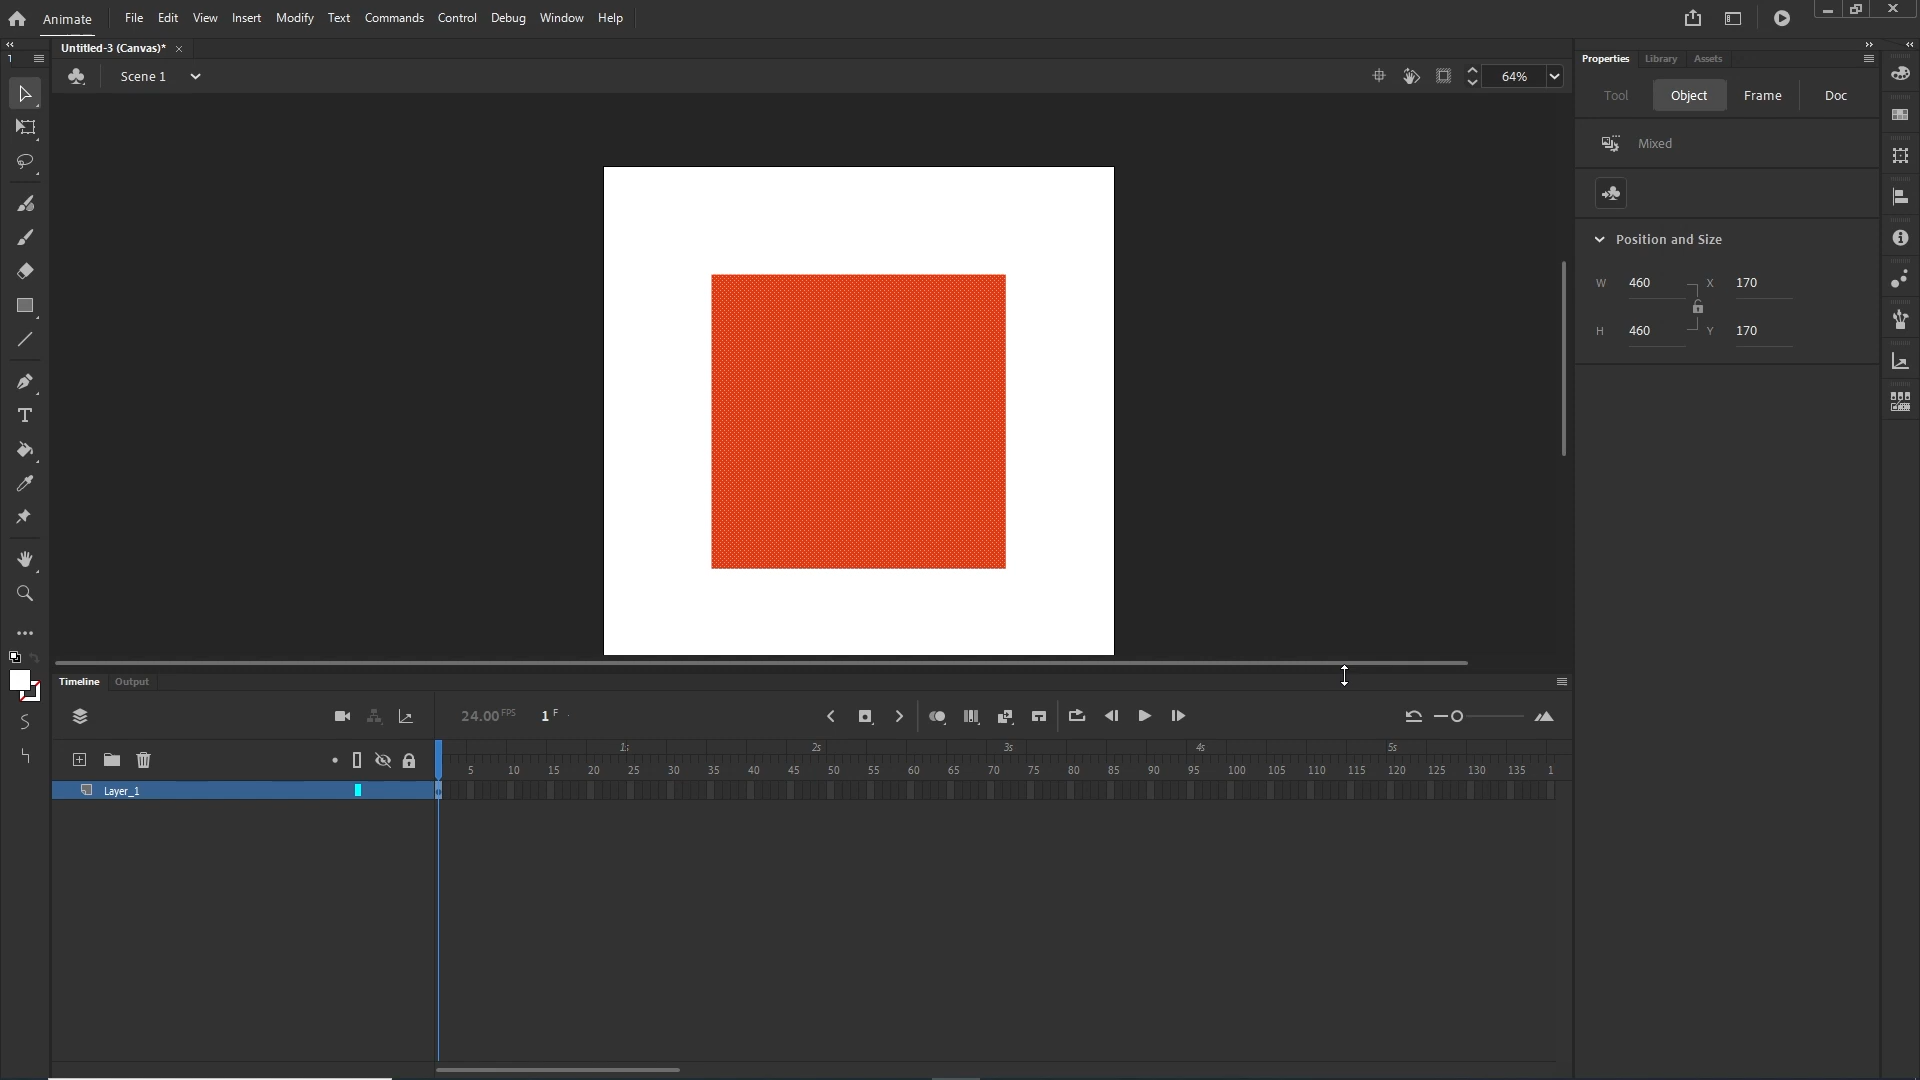 Animate File Edit View Insert Modify Text Commands Control Debug Window Help
Untitled-3 (Canvas)*
Scene 1
64%
Properties Library Assets
Tool Object Frame Doc
Mixed
Position and Size
W 460 X 170
H 460 Y 170
Timeline Output
24.00 FPS 1 F
1s 2s 3s 4s 5s
5 10 15 20 25 30 35 40 45 50 55 60 65 70 75 80 85 90 95 100 105 110 115 120 125 130 135 1
Layer_1